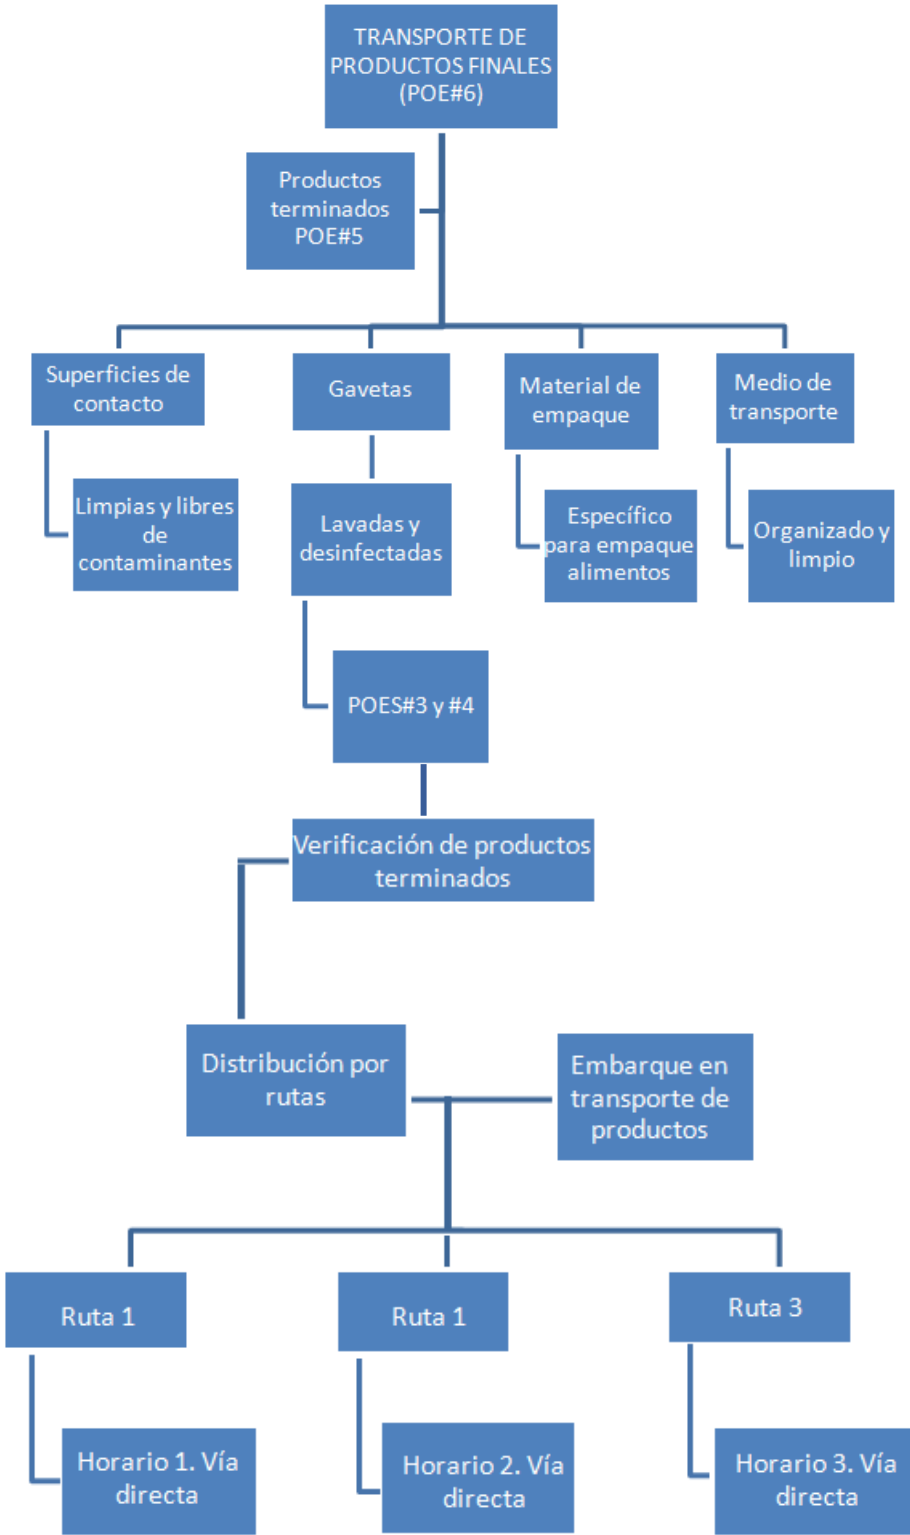 TRANSPORTE DE
PRODUCTOS FINALES
(POE#6)
Productos
terminados
POE#5
Superficies de
contacto
Gavetas
Material de
empaque
Medio de
transporte
Limpias y libres
de
contaminantes
Lavadas y
desinfectadas
Específico
para empaque
alimentos
Organizado y
limpio
POES#3 y #4
Verificación de productos
terminados
Distribución por
rutas
Embarque en
transporte de
productos
Ruta 1
Ruta 1
Ruta 3
Horario 1. Vía
directa
Horario 2. Vía
directa
Horario 3. Vía
directa